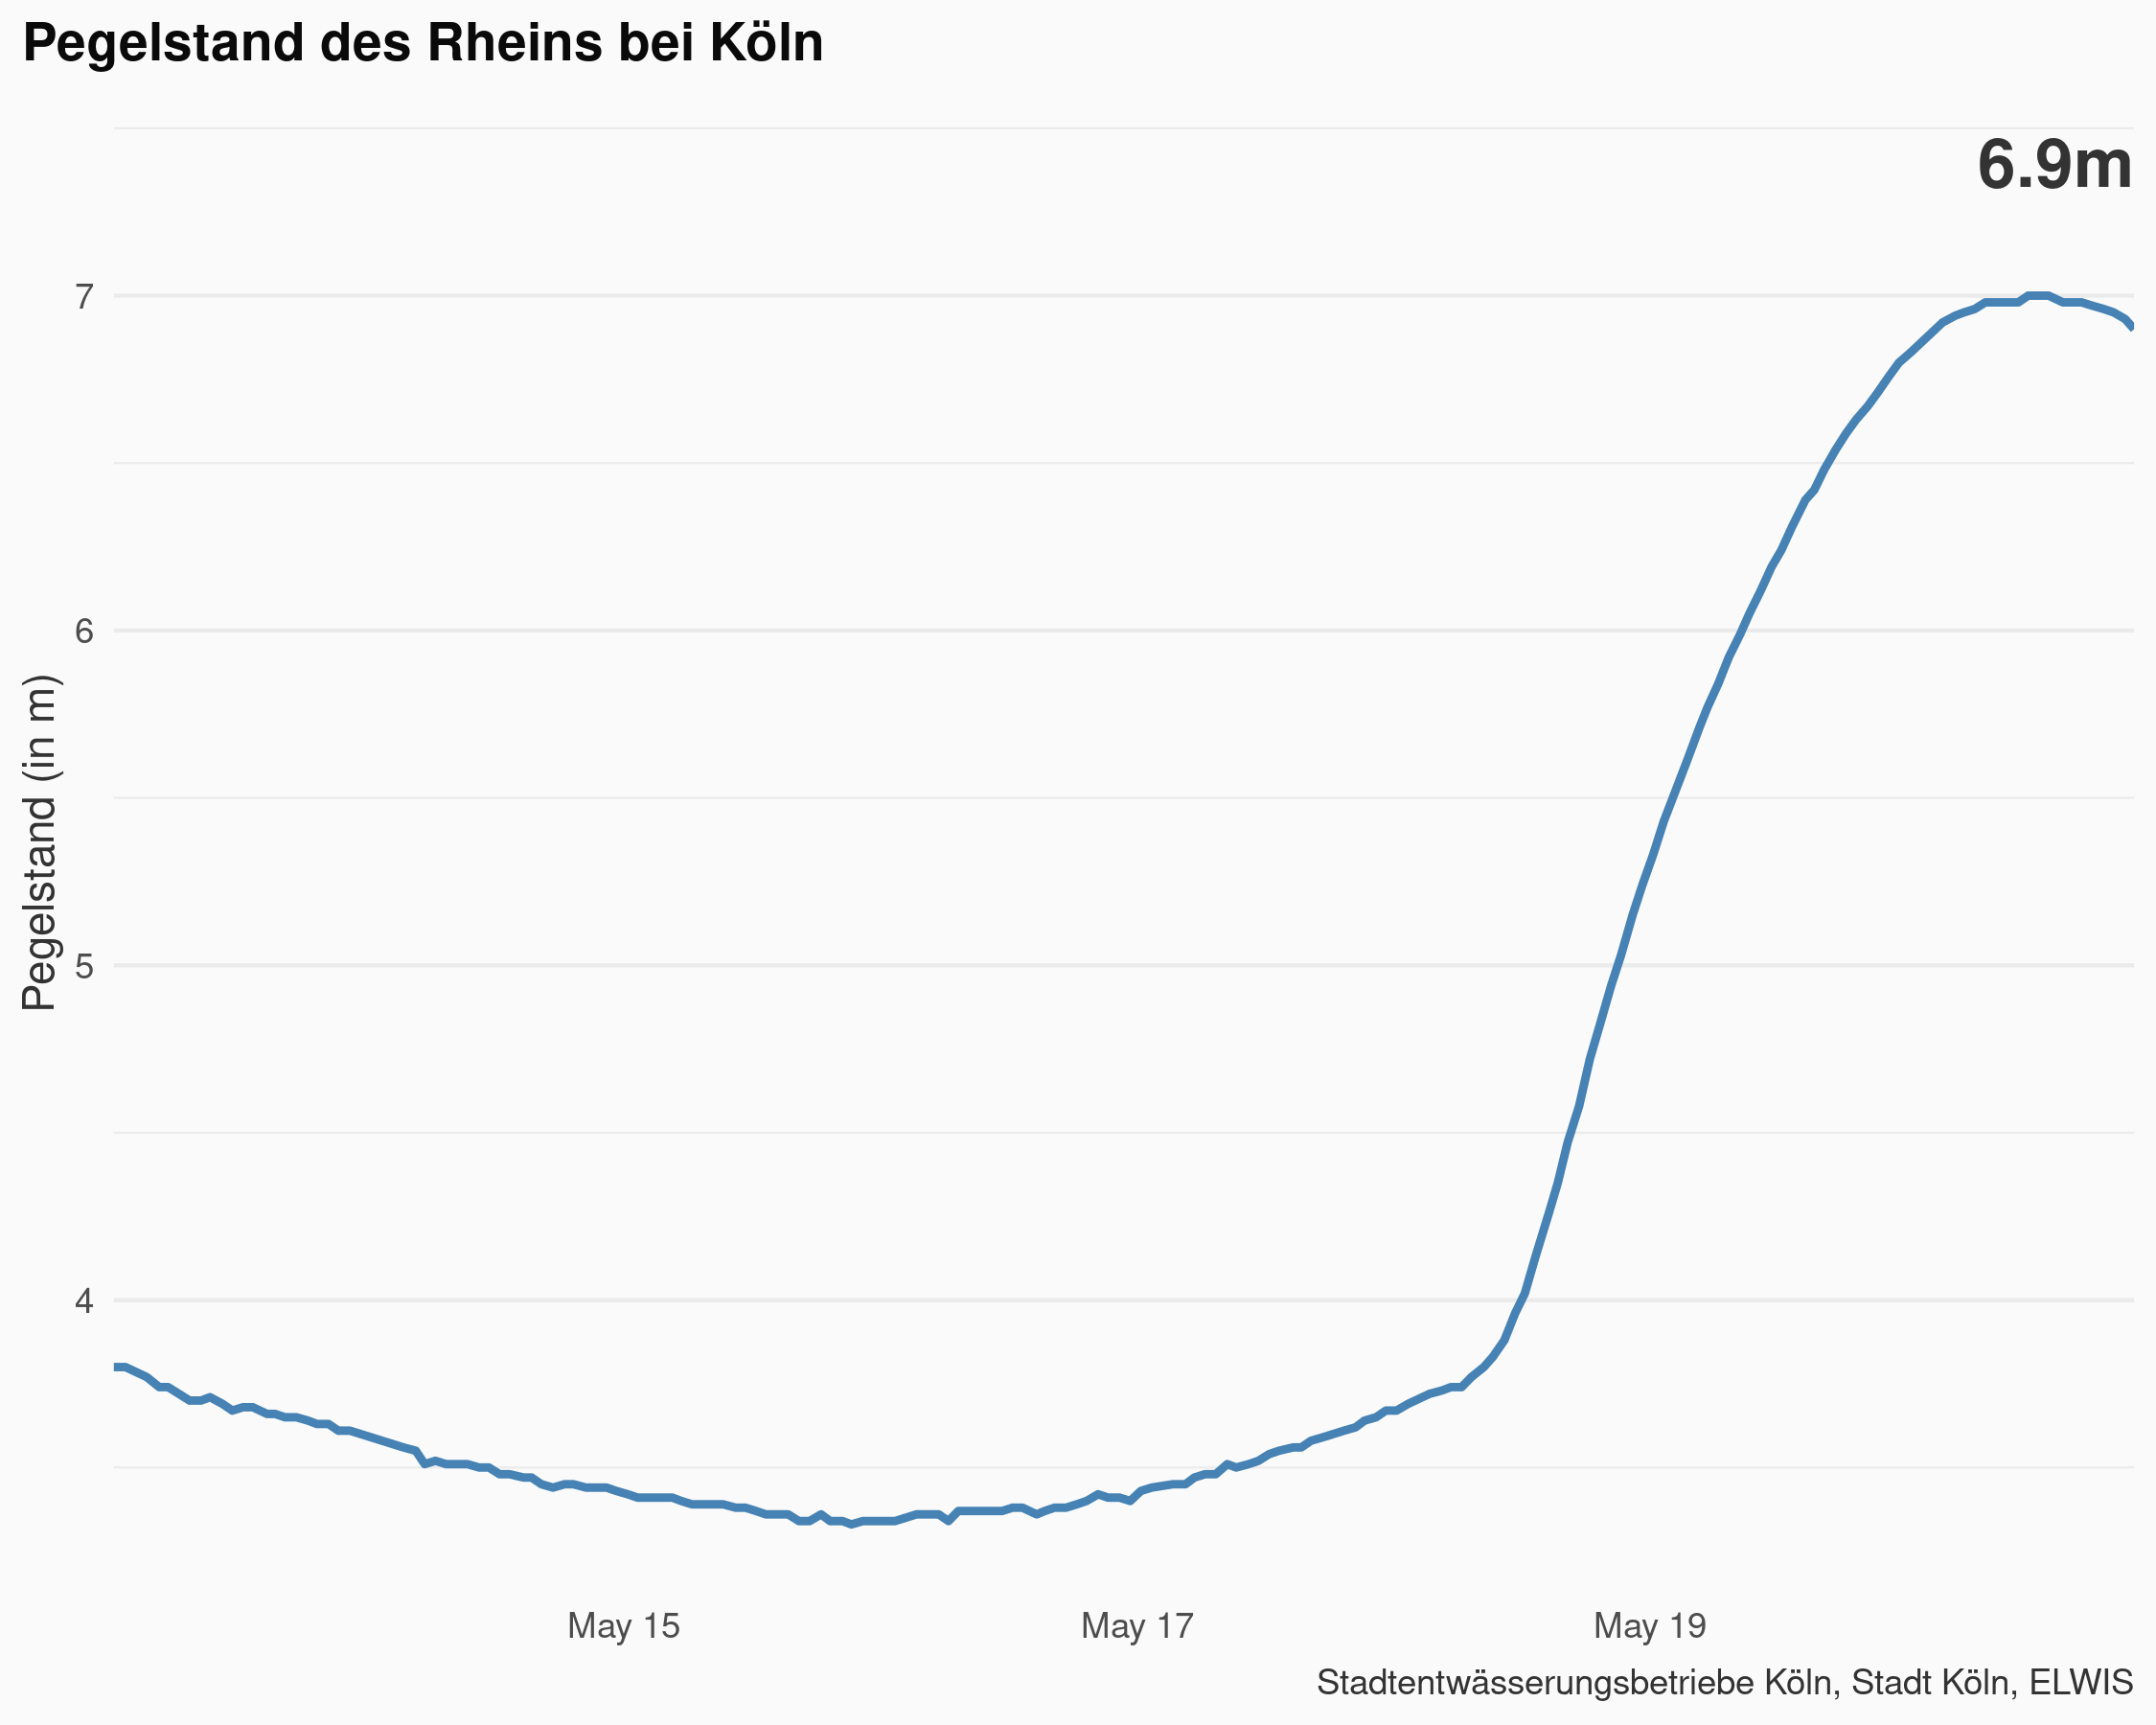 Pegelstand des Rheins bei Köln
6.9m
7
6
5
4
Pegelstand (in m)
May 15
May 17
May 19
Stadtentwässerungsbetriebe Köln, Stadt Köln, ELWIS